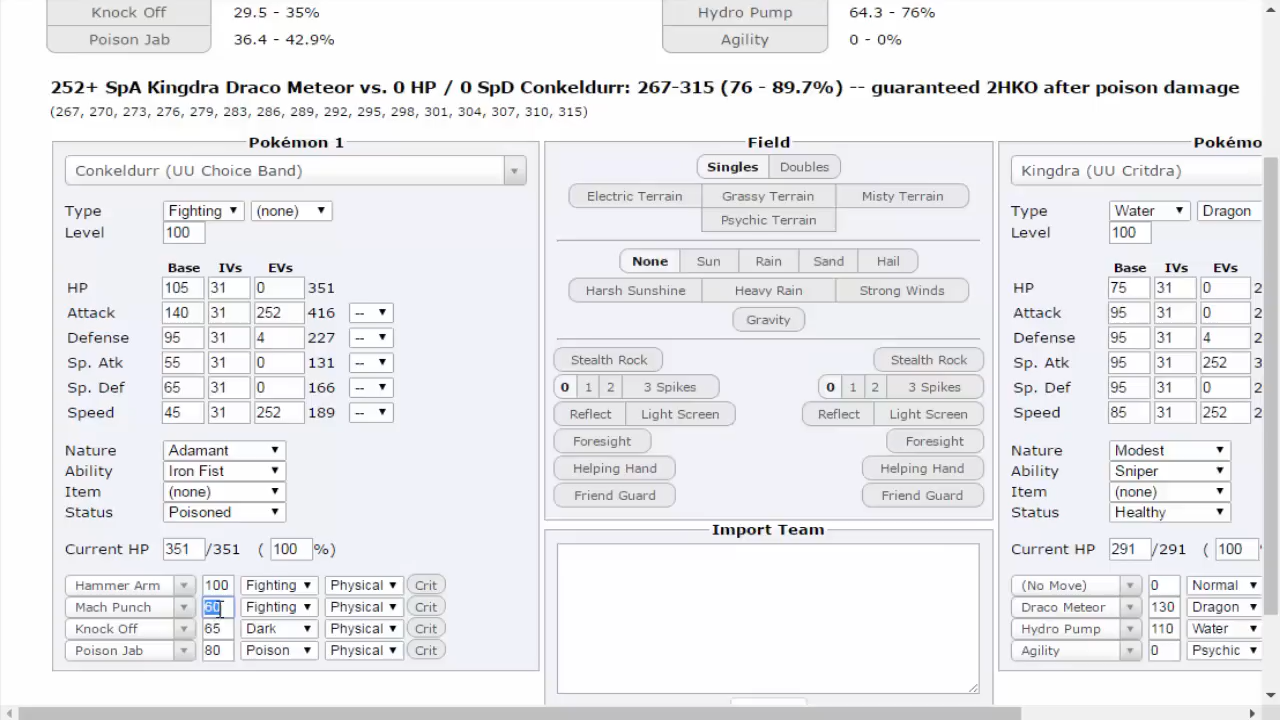 Knock Off 29.5 - 35% Hydro Pump 64.3 - 76%
Poison Jab 36.4 - 42.9% Agility 0 - 0%
252+ SpA Kingdra Draco Meteor vs. 0 HP / 0 SpD Conkeldurr: 267-315 (76 - 89.7%) -- guaranteed 2HKO after poison damage
(267, 270, 273, 276, 279, 283, 286, 289, 292, 295, 298, 301, 304, 307, 310, 315)
Pokémon 1
Conkeldurr (UU Choice Band)
Type Fighting (none)
Level 100
Base IVs EVs
HP 105 31 0 351
Attack 140 31 252 416 --
Defense 95 31 4 227 --
Sp. Atk 55 31 0 131 --
Sp. Def 65 31 0 166 --
Speed 45 31 252 189 --
Nature Adamant
Ability Iron Fist
Item (none)
Status Poisoned
Current HP 351 /351 ( 100 %)
Hammer Arm 100 Fighting Physical Crit
Mach Punch 60 Fighting Physical Crit
Knock Off 65 Dark Physical Crit
Poison Jab 80 Poison Physical Crit
Field
Singles Doubles
Electric Terrain Grassy Terrain Misty Terrain
Psychic Terrain
None Sun Rain Sand Hail
Harsh Sunshine Heavy Rain Strong Winds
Gravity
Stealth Rock Stealth Rock
0 1 2 3 Spikes 0 1 2 3 Spikes
Reflect Light Screen Reflect Light Screen
Foresight Foresight
Helping Hand Helping Hand
Friend Guard Friend Guard
Import Team
Pokémo
Kingdra (UU Critdra)
Type Water Dragon
Level 100
Base IVs EVs
HP 75 31 0 2
Attack 95 31 0 2
Defense 95 31 4 2
Sp. Atk 95 31 252 3
Sp. Def 95 31 0 2
Speed 85 31 252 2
Nature Modest
Ability Sniper
Item (none)
Status Healthy
Current HP 291 /291 ( 100
(No Move) 0 Normal
Draco Meteor 130 Dragon
Hydro Pump 110 Water
Agility 0 Psychic